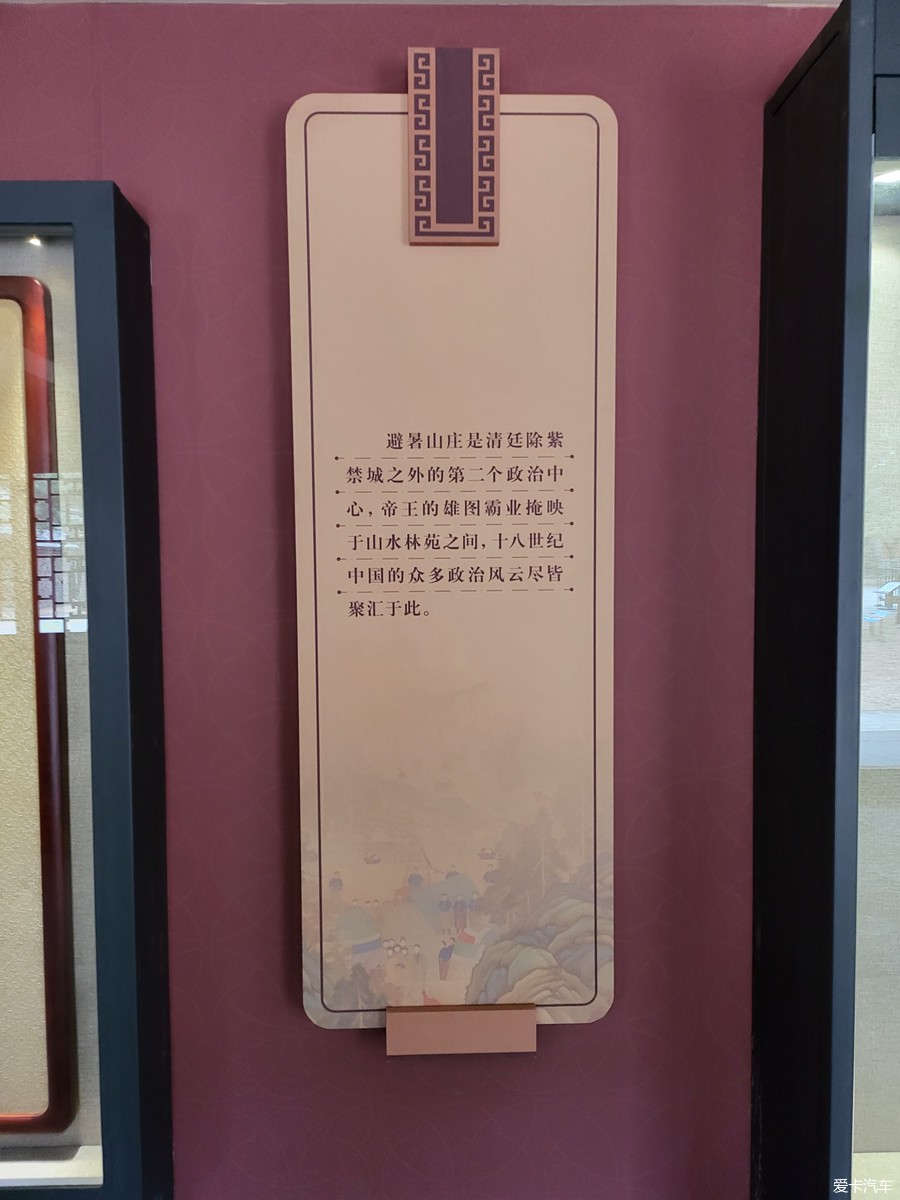 避暑山庄是清廷除紫
禁城之外的第二个政治中
心，帝王的雄图霸业掩映
于山水林苑之间，十八世纪
中国的众多政治风云尽皆
聚汇于此。
爱卡汽车